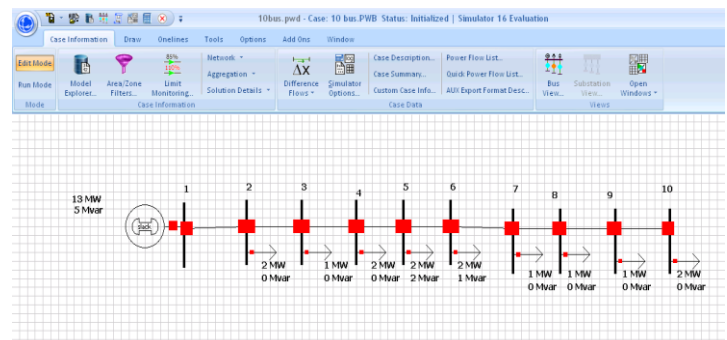 10bus.pwd - Case: 10 bus.PWB Status: Initialized | Simulator 16 Evaluation
Case Information Draw Onelines Tools Options Add Ons Window
Edit Mode
Run Mode
Mode
Model Explorer...
Area/Zone Filters...
Limit Monitoring...
Network
Aggregation
Solution Details
Case Information
Difference Flows
Simulator Options...
Case Description...
Case Summary...
Custom Case Info...
Power Flow List...
Quick Power Flow List...
AUX Export Format Desc...
Case Data
Bus View...
Substation View...
Open Windows
Views
1 2 3 4 5 6 7 8 9 10
13 MW
5 Mvar
slack
2 MW
0 Mvar
1 MW
0 Mvar
2 MW
0 Mvar
2 MW
2 Mvar
2 MW
1 Mvar
1 MW
0 Mvar
1 MW
0 Mvar
1 MW
0 Mvar
2 MW
0 Mvar